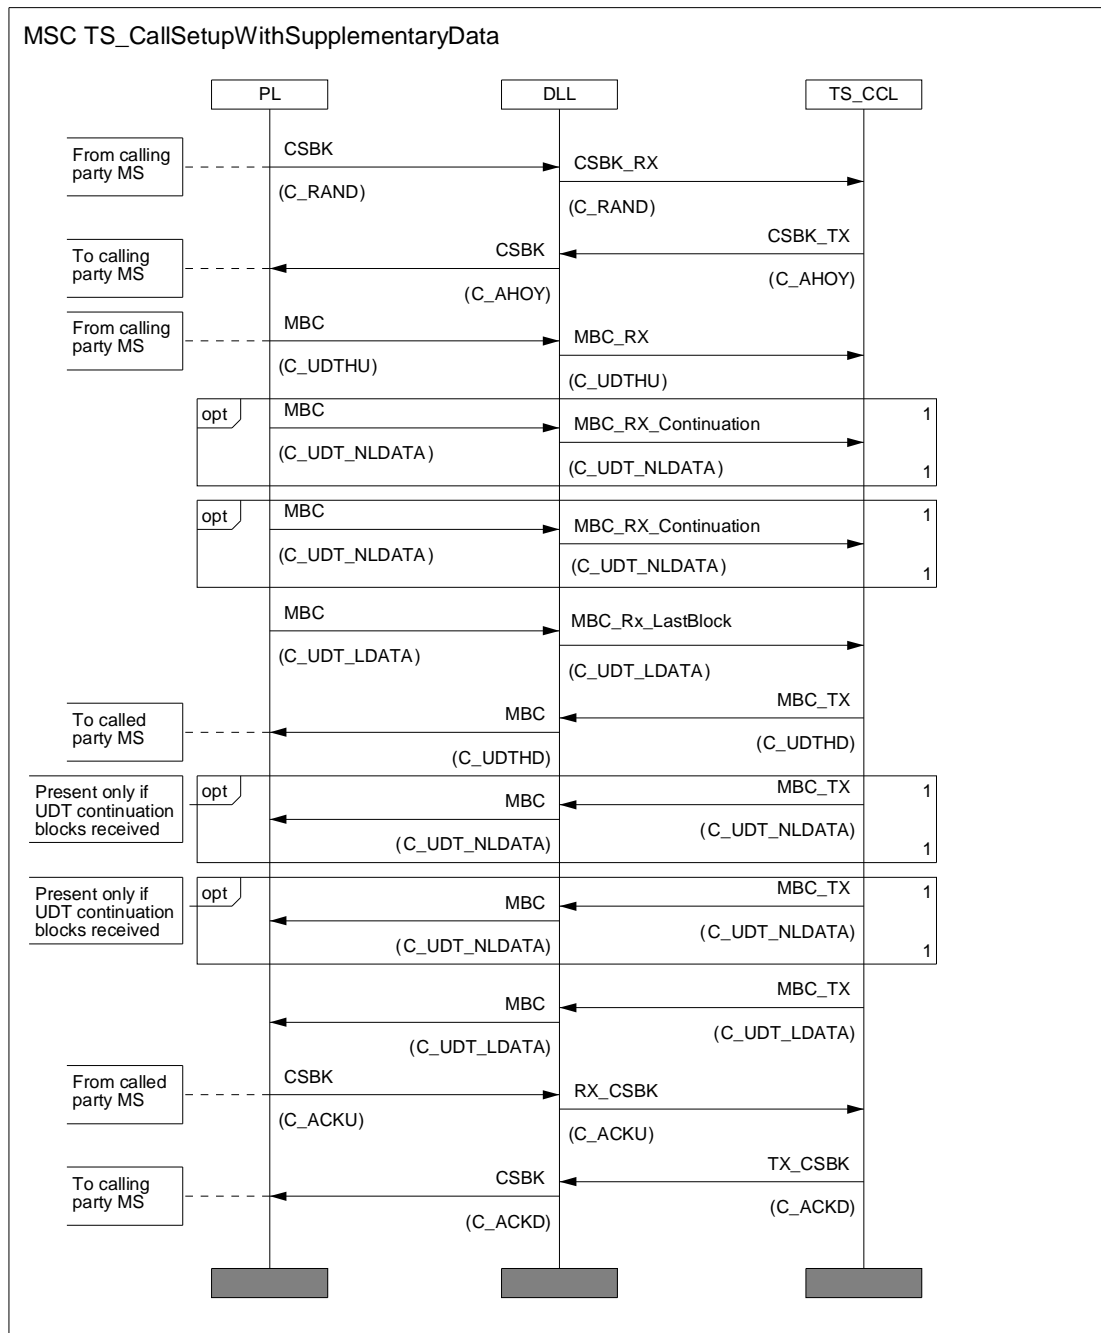 MSC TS_CallSetupWithSupplementaryData
PL
DLL
TS_CCL
From calling
party MS
CSBK
(C_RAND)
CSBK_RX
(C_RAND)
To calling
party MS
CSBK_TX
(C_AHOY)
CSBK
(C_AHOY)
From calling
party MS
MBC
(C_UDTHU)
MBC_RX
(C_UDTHU)
opt
MBC
(C_UDT_NLDATA)
MBC_RX_Continuation
(C_UDT_NLDATA)
1
1
opt
MBC
(C_UDT_NLDATA)
MBC_RX_Continuation
(C_UDT_NLDATA)
1
1
MBC
(C_UDT_LDATA)
MBC_Rx_LastBlock
(C_UDT_LDATA)
To called
party MS
MBC_TX
(C_UDTHD)
MBC
(C_UDTHD)
Present only if
UDT continuation
blocks received
opt
MBC_TX
(C_UDT_NLDATA)
MBC
(C_UDT_NLDATA)
1
1
Present only if
UDT continuation
blocks received
opt
MBC_TX
(C_UDT_NLDATA)
MBC
(C_UDT_NLDATA)
1
1
MBC_TX
(C_UDT_LDATA)
MBC
(C_UDT_LDATA)
From called
party MS
CSBK
(C_ACKU)
RX_CSBK
(C_ACKU)
To calling
party MS
TX_CSBK
(C_ACKD)
CSBK
(C_ACKD)